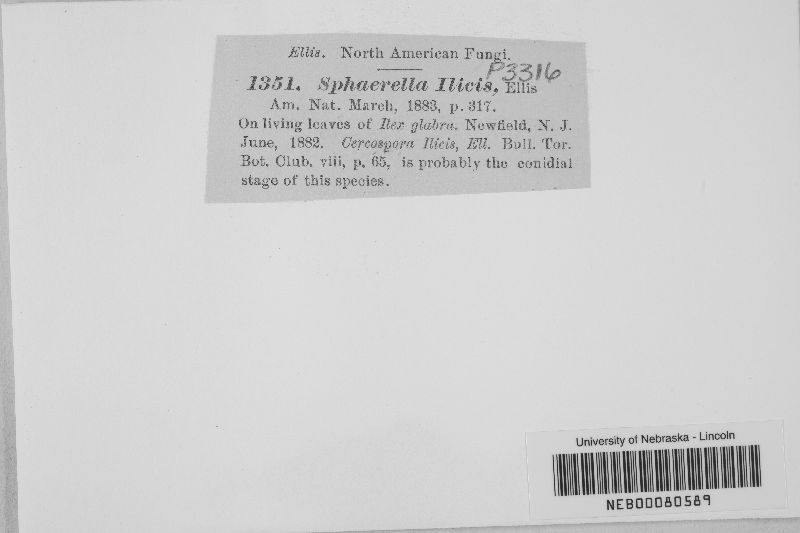 Ellis. North American Fungi.
P3316
1351. Sphaerella Ilicis, Ellis
Am. Nat. March, 1883, p. 317.
On living leaves of Ilex glabra. Newfield, N. J.
June, 1882. Cercospora Ilicis, Ell. Bull. Tor.
Bot. Club. viii, p. 65, is probably the conidial
stage of this species.
University of Nebraska - Lincoln
NEB00080589